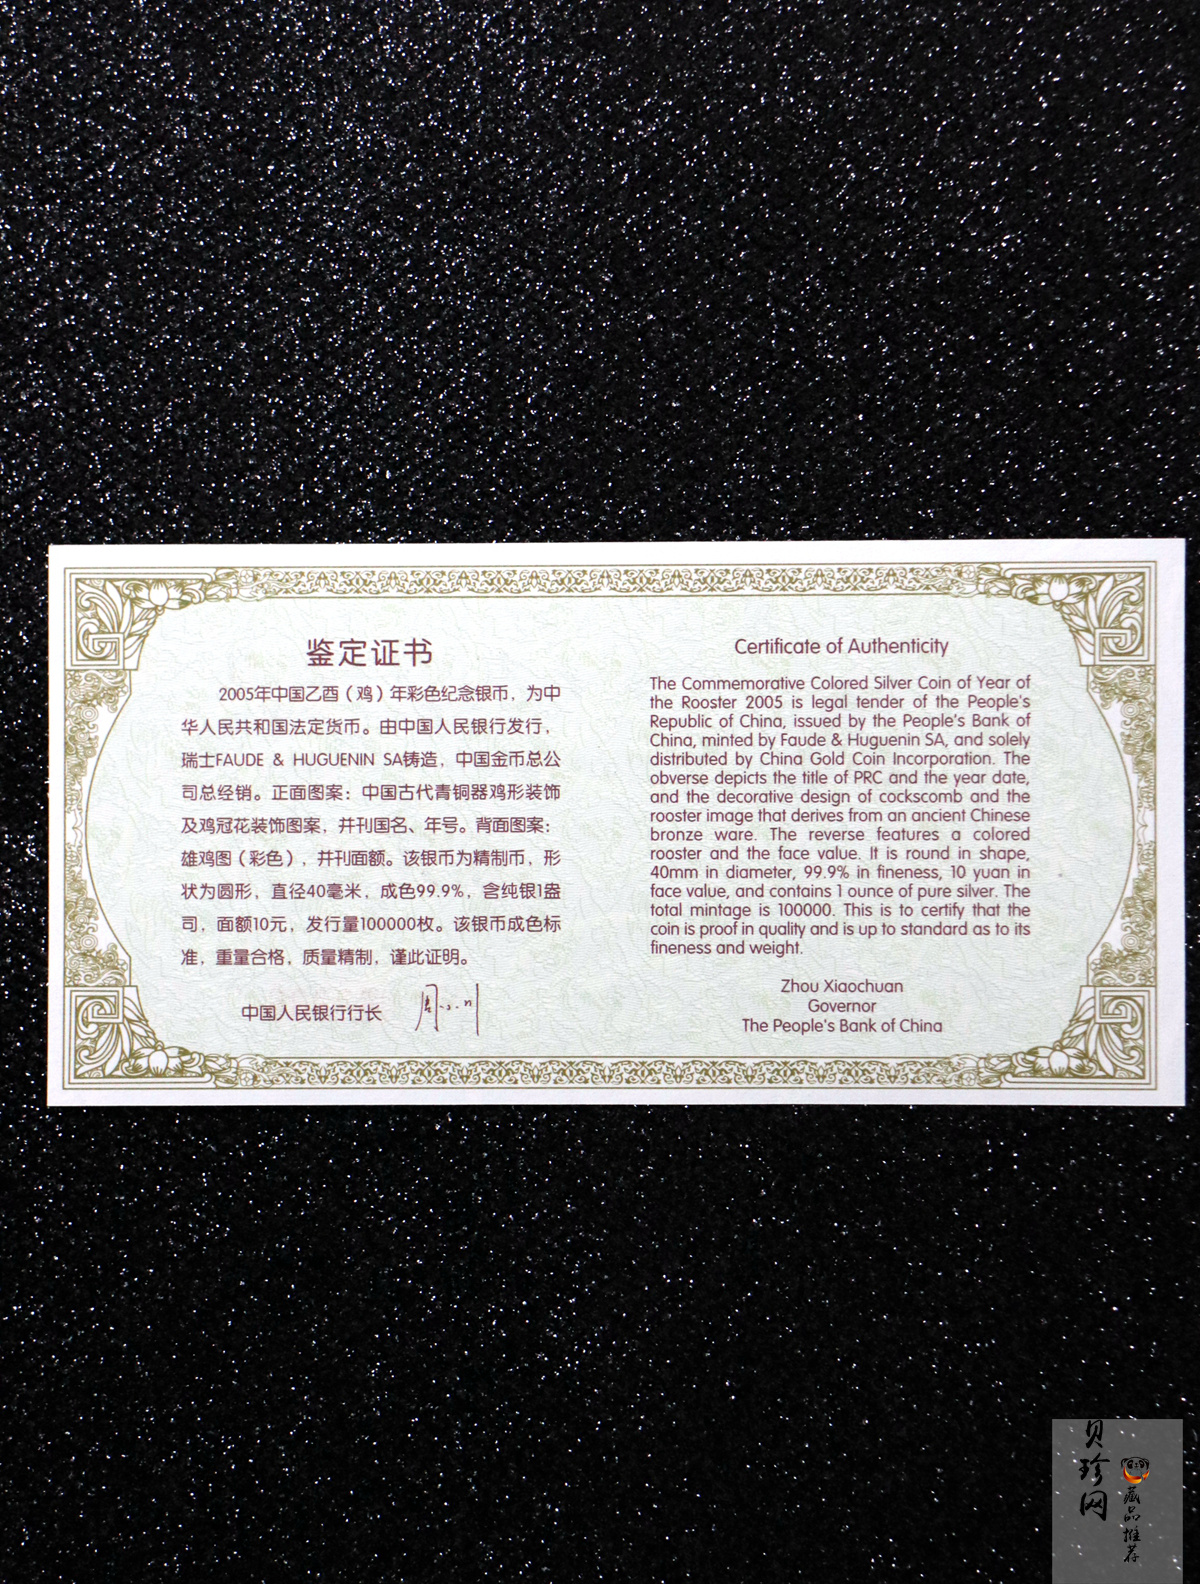 鉴定证书
2005年中国乙酉（鸡）年彩色纪念银币，为中
华人民共和国法定货币。由中国人民银行发行，
瑞士FAUDE & HUGUENIN SA铸造，中国金币总公
司总经销。正面图案：中国古代青铜器鸡形装饰
及鸡冠花装饰图案，并刊国名、年号。背面图案：
雄鸡图（彩色），并刊面额。该银币为精制币，形
状为圆形，直径40毫米，成色99.9%，含纯银1盎
司，面额10元，发行量100000枚。该银币成色标
准，重量合格，质量精制，谨此证明。
中国人民银行行长 周小川
Certificate of Authenticity
The Commemorative Colored Silver Coin of Year of
the Rooster 2005 is legal tender of the People's
Republic of China, issued by the People's Bank of
China, minted by Faude & Huguenin SA, and solely
distributed by China Gold Coin Incorporation. The
obverse depicts the title of PRC and the year date,
and the decorative design of cockscomb and the
rooster image that derives from an ancient Chinese
bronze ware. The reverse features a colored
rooster and the face value. It is round in shape,
40mm in diameter, 99.9% in fineness, 10 yuan in
face value, and contains 1 ounce of pure silver. The
total mintage is 100000. This is to certify that the
coin is proof in quality and is up to standard as to its
fineness and weight.
Zhou Xiaochuan
Governor
The People's Bank of China
贝珍网
藏品推荐